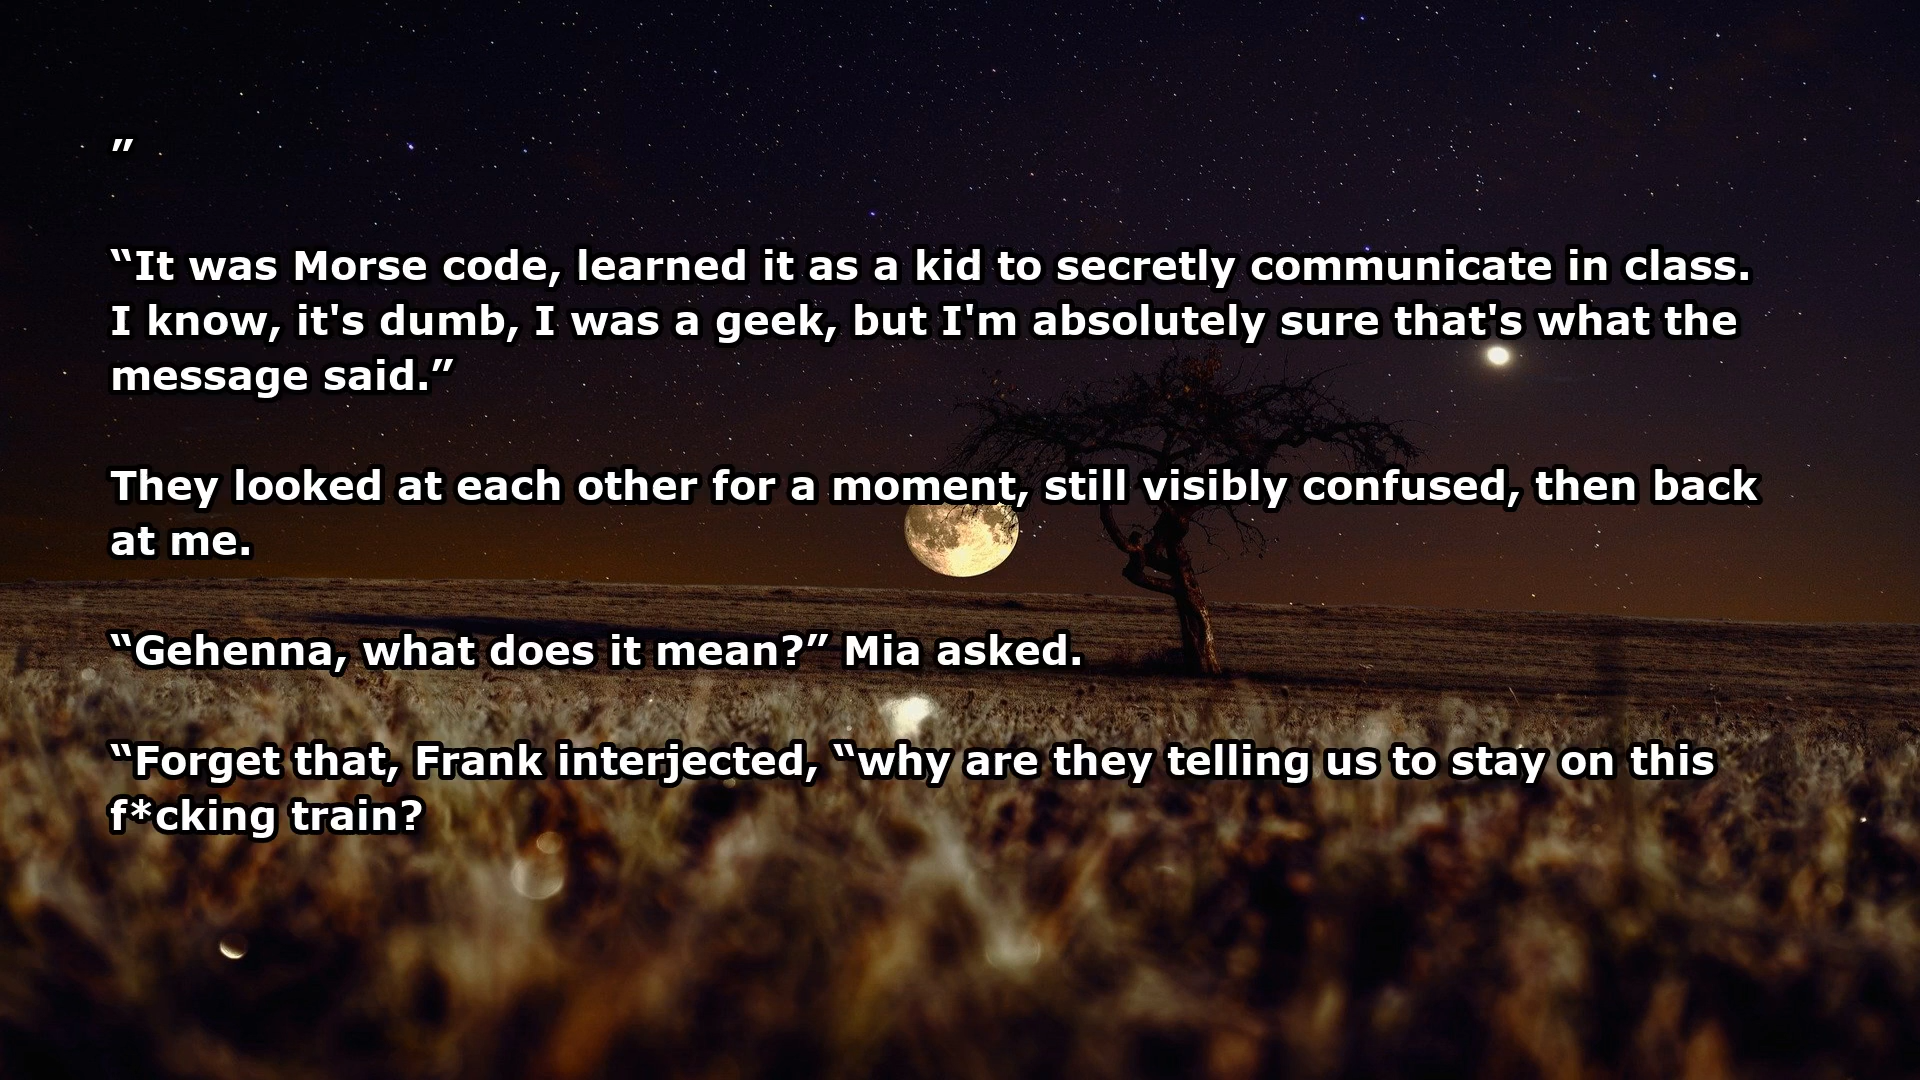 ”
“It was Morse code, learned it as a kid to secretly communicate in class.
I know, it's dumb, I was a geek, but I'm absolutely sure that's what the
message said.”
They looked at each other for a moment, still visibly confused, then back
at me.
“Gehenna, what does it mean?” Mia asked.
“Forget that, Frank interjected, “why are they telling us to stay on this
f*cking train?